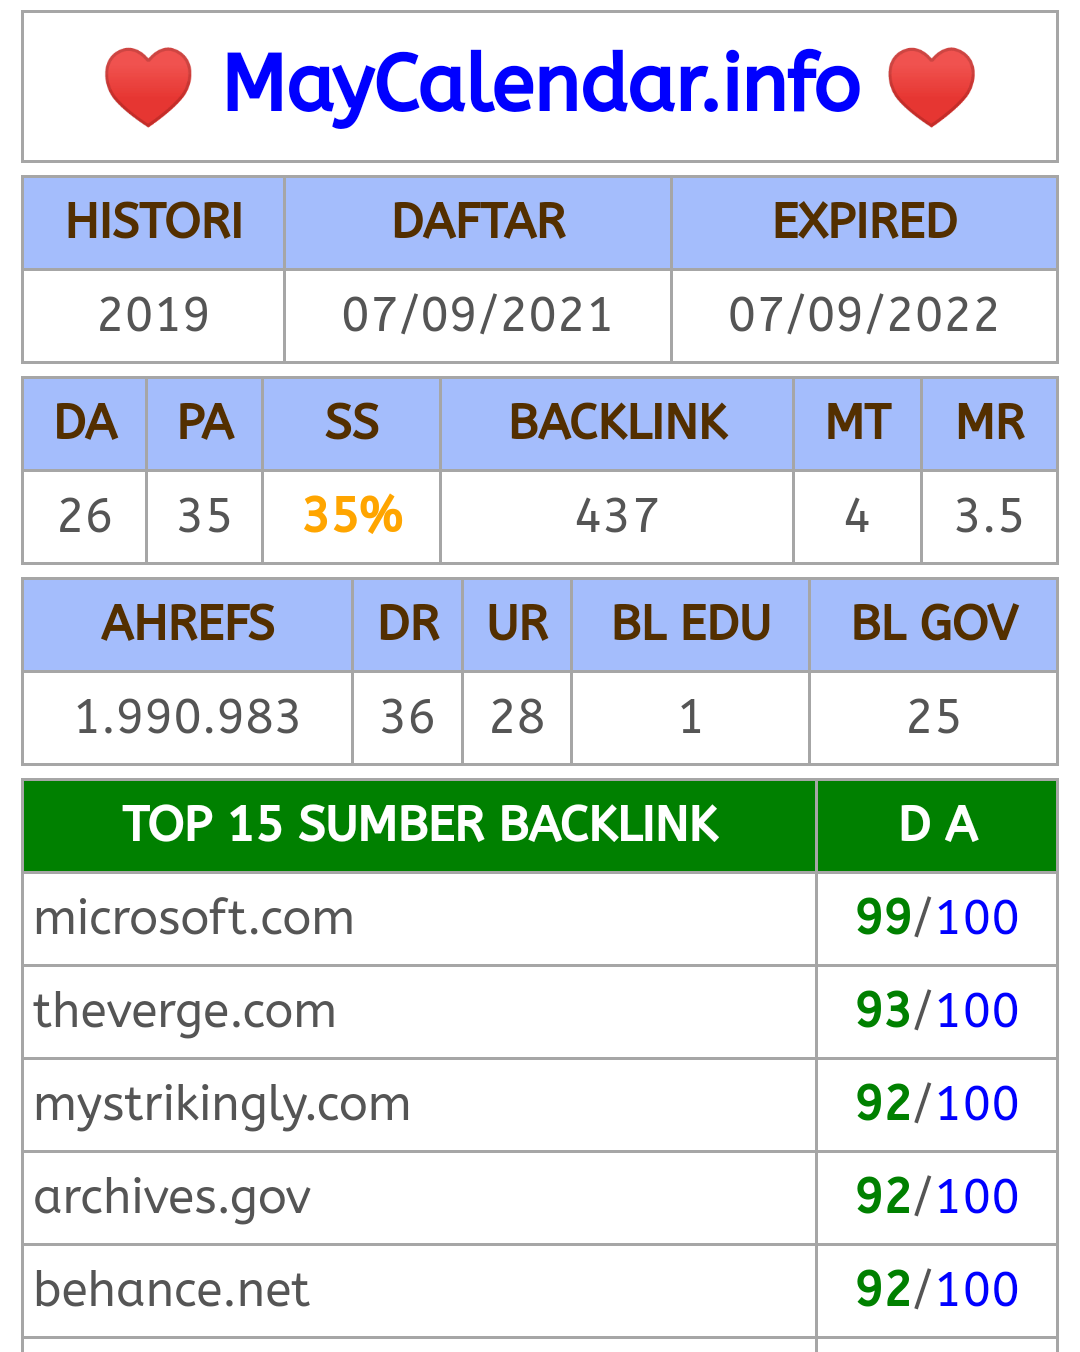 MayCalendar.info
HISTORI DAFTAR EXPIRED
2019 07/09/2021 07/09/2022
DA PA SS BACKLINK MT MR
26 35 35% 437 4 3.5
AHREFS DR UR BL EDU BL GOV
1.990.983 36 28 1 25
TOP 15 SUMBER BACKLINK D A
microsoft.com 99/100
theverge.com 93/100
mystrikingly.com 92/100
archives.gov 92/100
behance.net 92/100